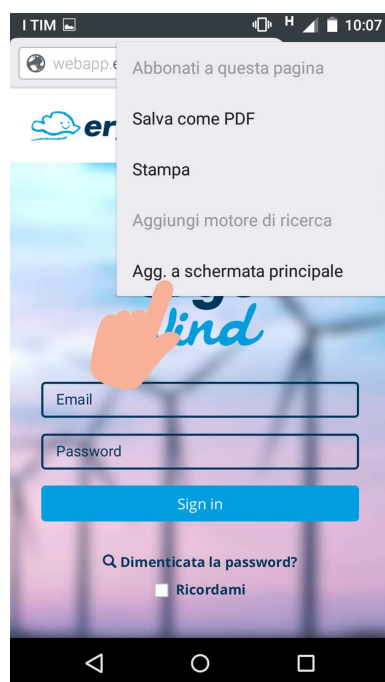 I TIM H 10:07
webapp.e
Abbonati a questa pagina
Salva come PDF
Stampa
Aggiungi motore di ricerca
Agg. a schermata principale
Email
Password
Sign in
Dimenticata la password?
Ricordami